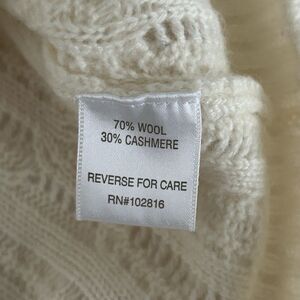 70% WOOL
30% CASHMERE
REVERSE FOR CARE
RN#102816